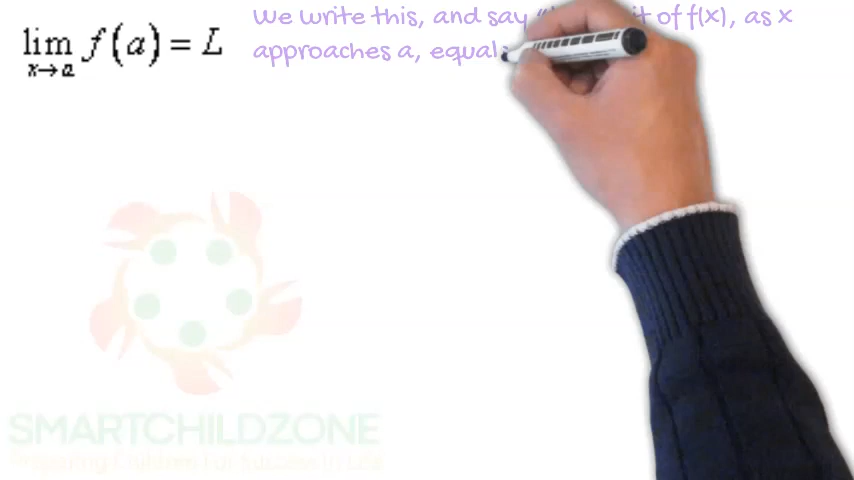 lim f(a) = L
x→a
We write this, and say of f(x), as x
approaches a, equal
SMARTCHILDZONE
Preparing Children For Success In Life